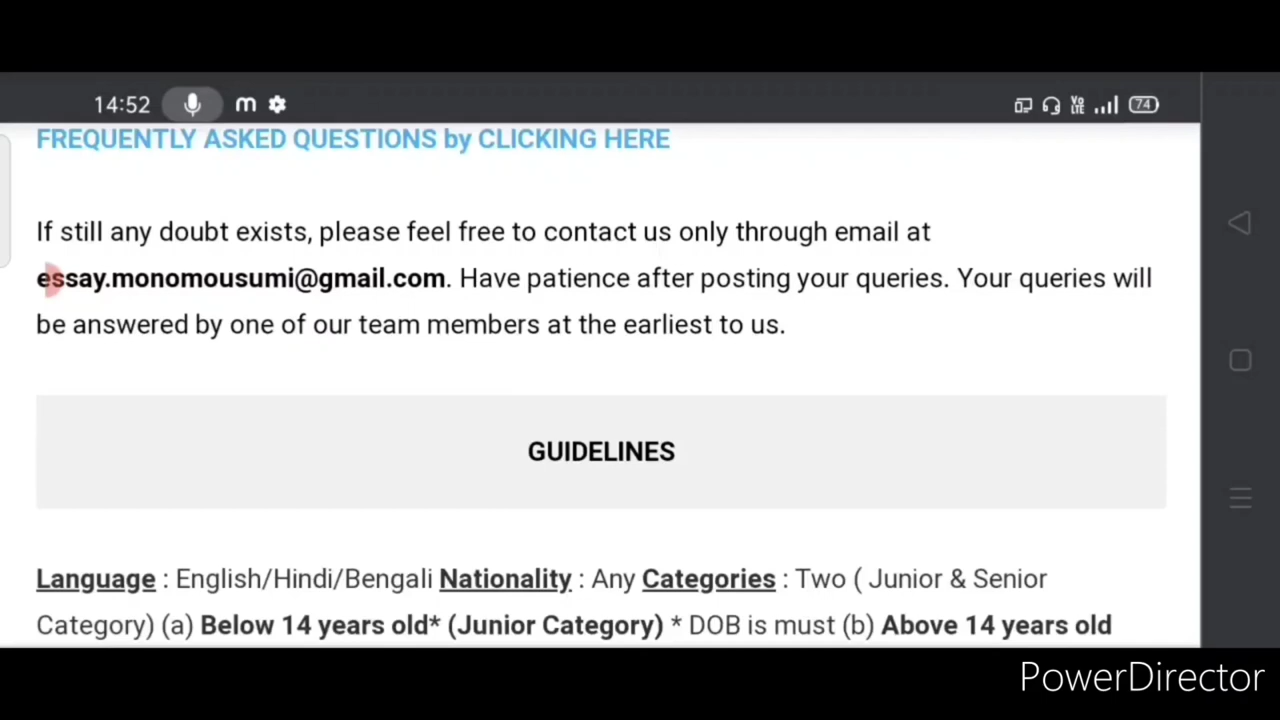 14:52 m Vo LTE 74
FREQUENTLY ASKED QUESTIONS by CLICKING HERE
If still any doubt exists, please feel free to contact us only through email at
essay.monomousumi@gmail.com. Have patience after posting your queries. Your queries will
be answered by one of our team members at the earliest to us.
GUIDELINES
Language : English/Hindi/Bengali Nationality : Any Categories : Two ( Junior & Senior
Category) (a) Below 14 years old* (Junior Category) * DOB is must (b) Above 14 years old
PowerDirector